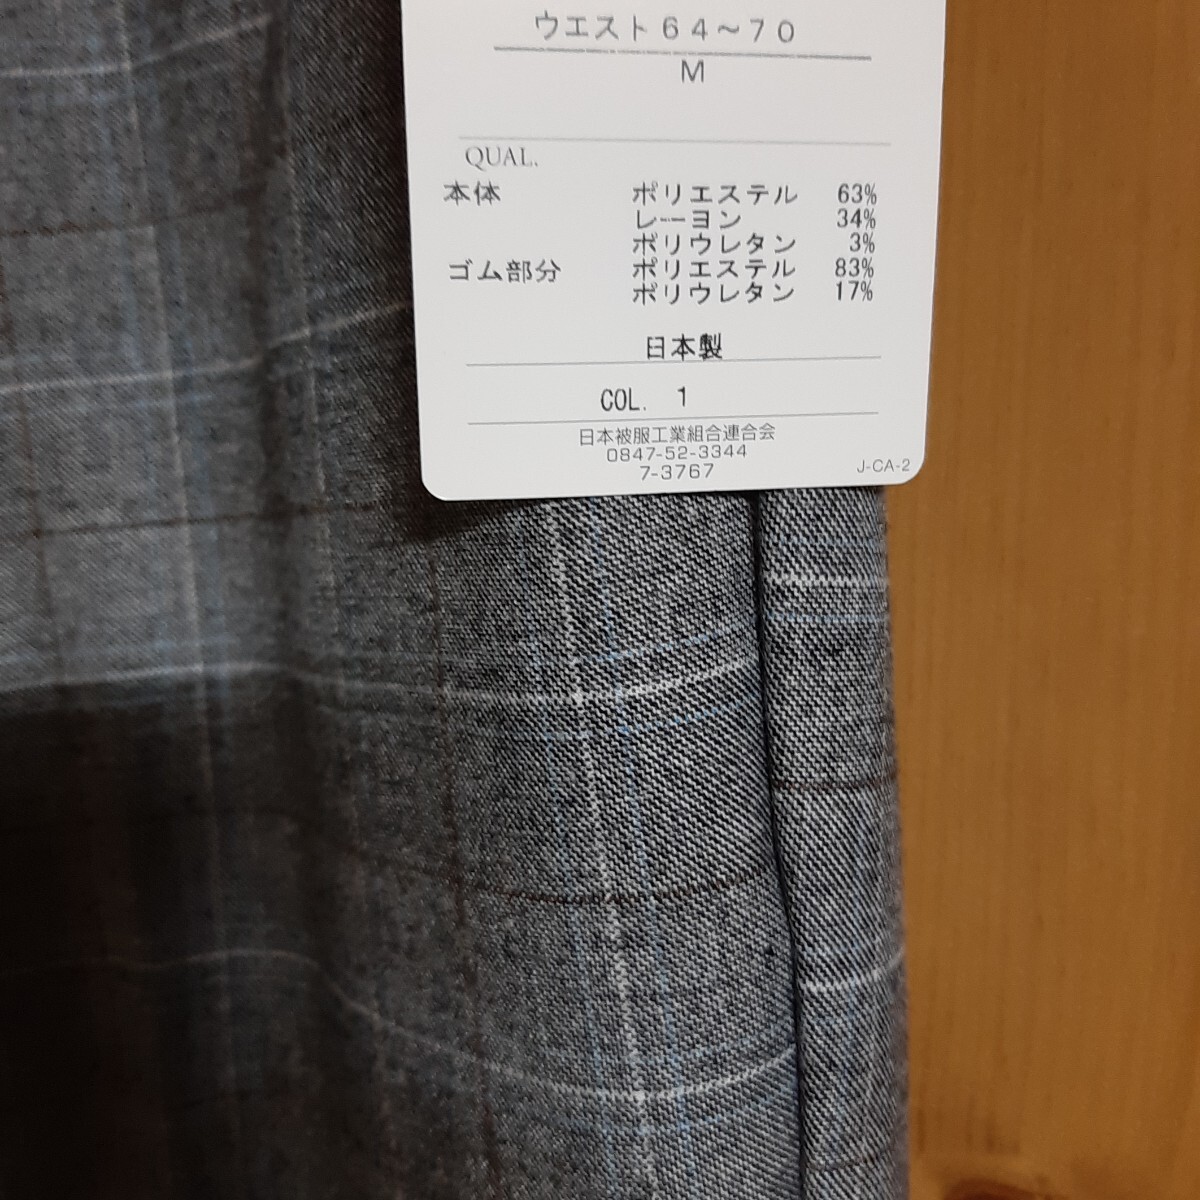 ウエスト64～70
M
QUAL.
本体 ポリエステル 63%
レーヨン 34%
ポリウレタン 3%
ゴム部分 ポリエステル 83%
ポリウレタン 17%
日本製
COL. 1
日本被服工業組合連合会
0847-52-3344
7-3767
J-CA-2